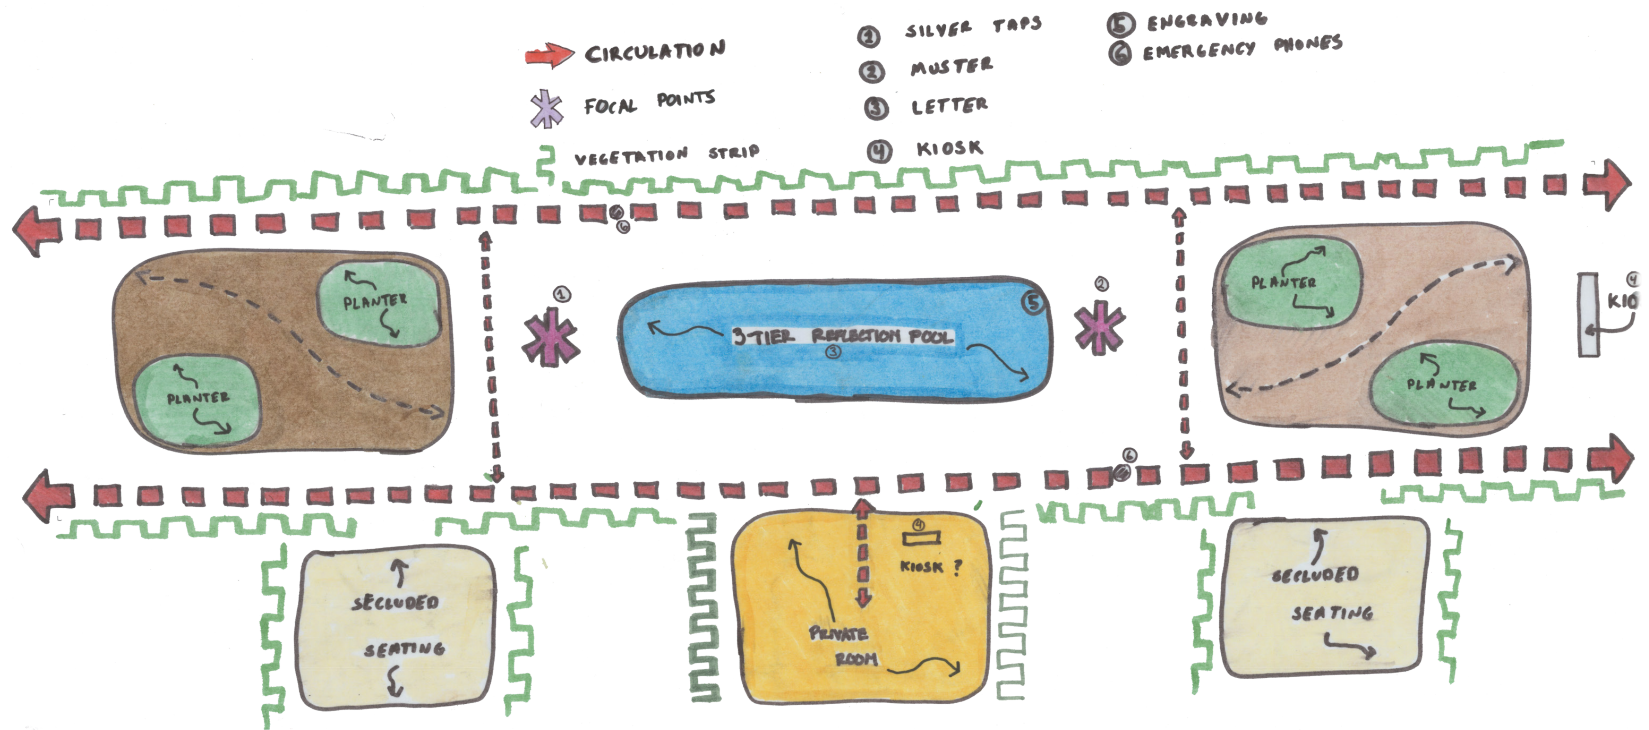 CIRCULATION
FOCAL POINTS
VEGETATION STRIP
1 SILVER TAPS
2 MUSTER
3 LETTER
4 KIOSK
5 ENGRAVING
6 EMERGENCY PHONES
6
PLANTER
PLANTER
1
5
3-TIER REFLECTION POOL
3
2
PLANTER
PLANTER
4
KIO
6
SECLUDED
SEATING
4
KIOSK ?
PRIVATE
ROOM
SECLUDED
SEATING